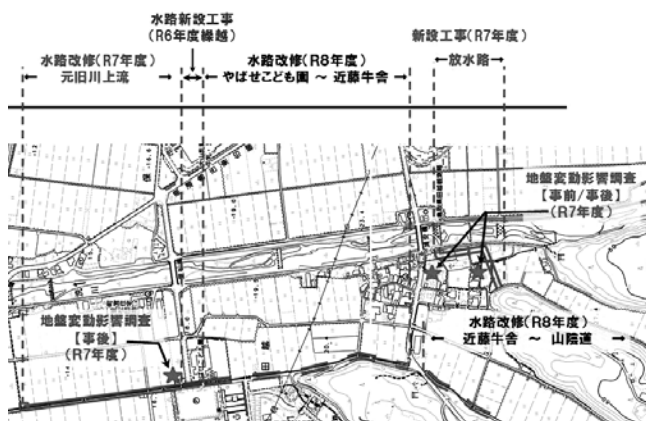 水路新設工事
(R6年度繰越)
新設工事(R7年度)
放水路
水路改修(R7年度)
元旧川上流
水路改修(R8年度)
やばせこども園 ～ 近藤牛舎
地盤変動影響調査
【事前/事後】
(R7年度)
地盤変動影響調査
【事後】
(R7年度)
水路改修(R8年度)
近藤牛舎 ～ 山陰道